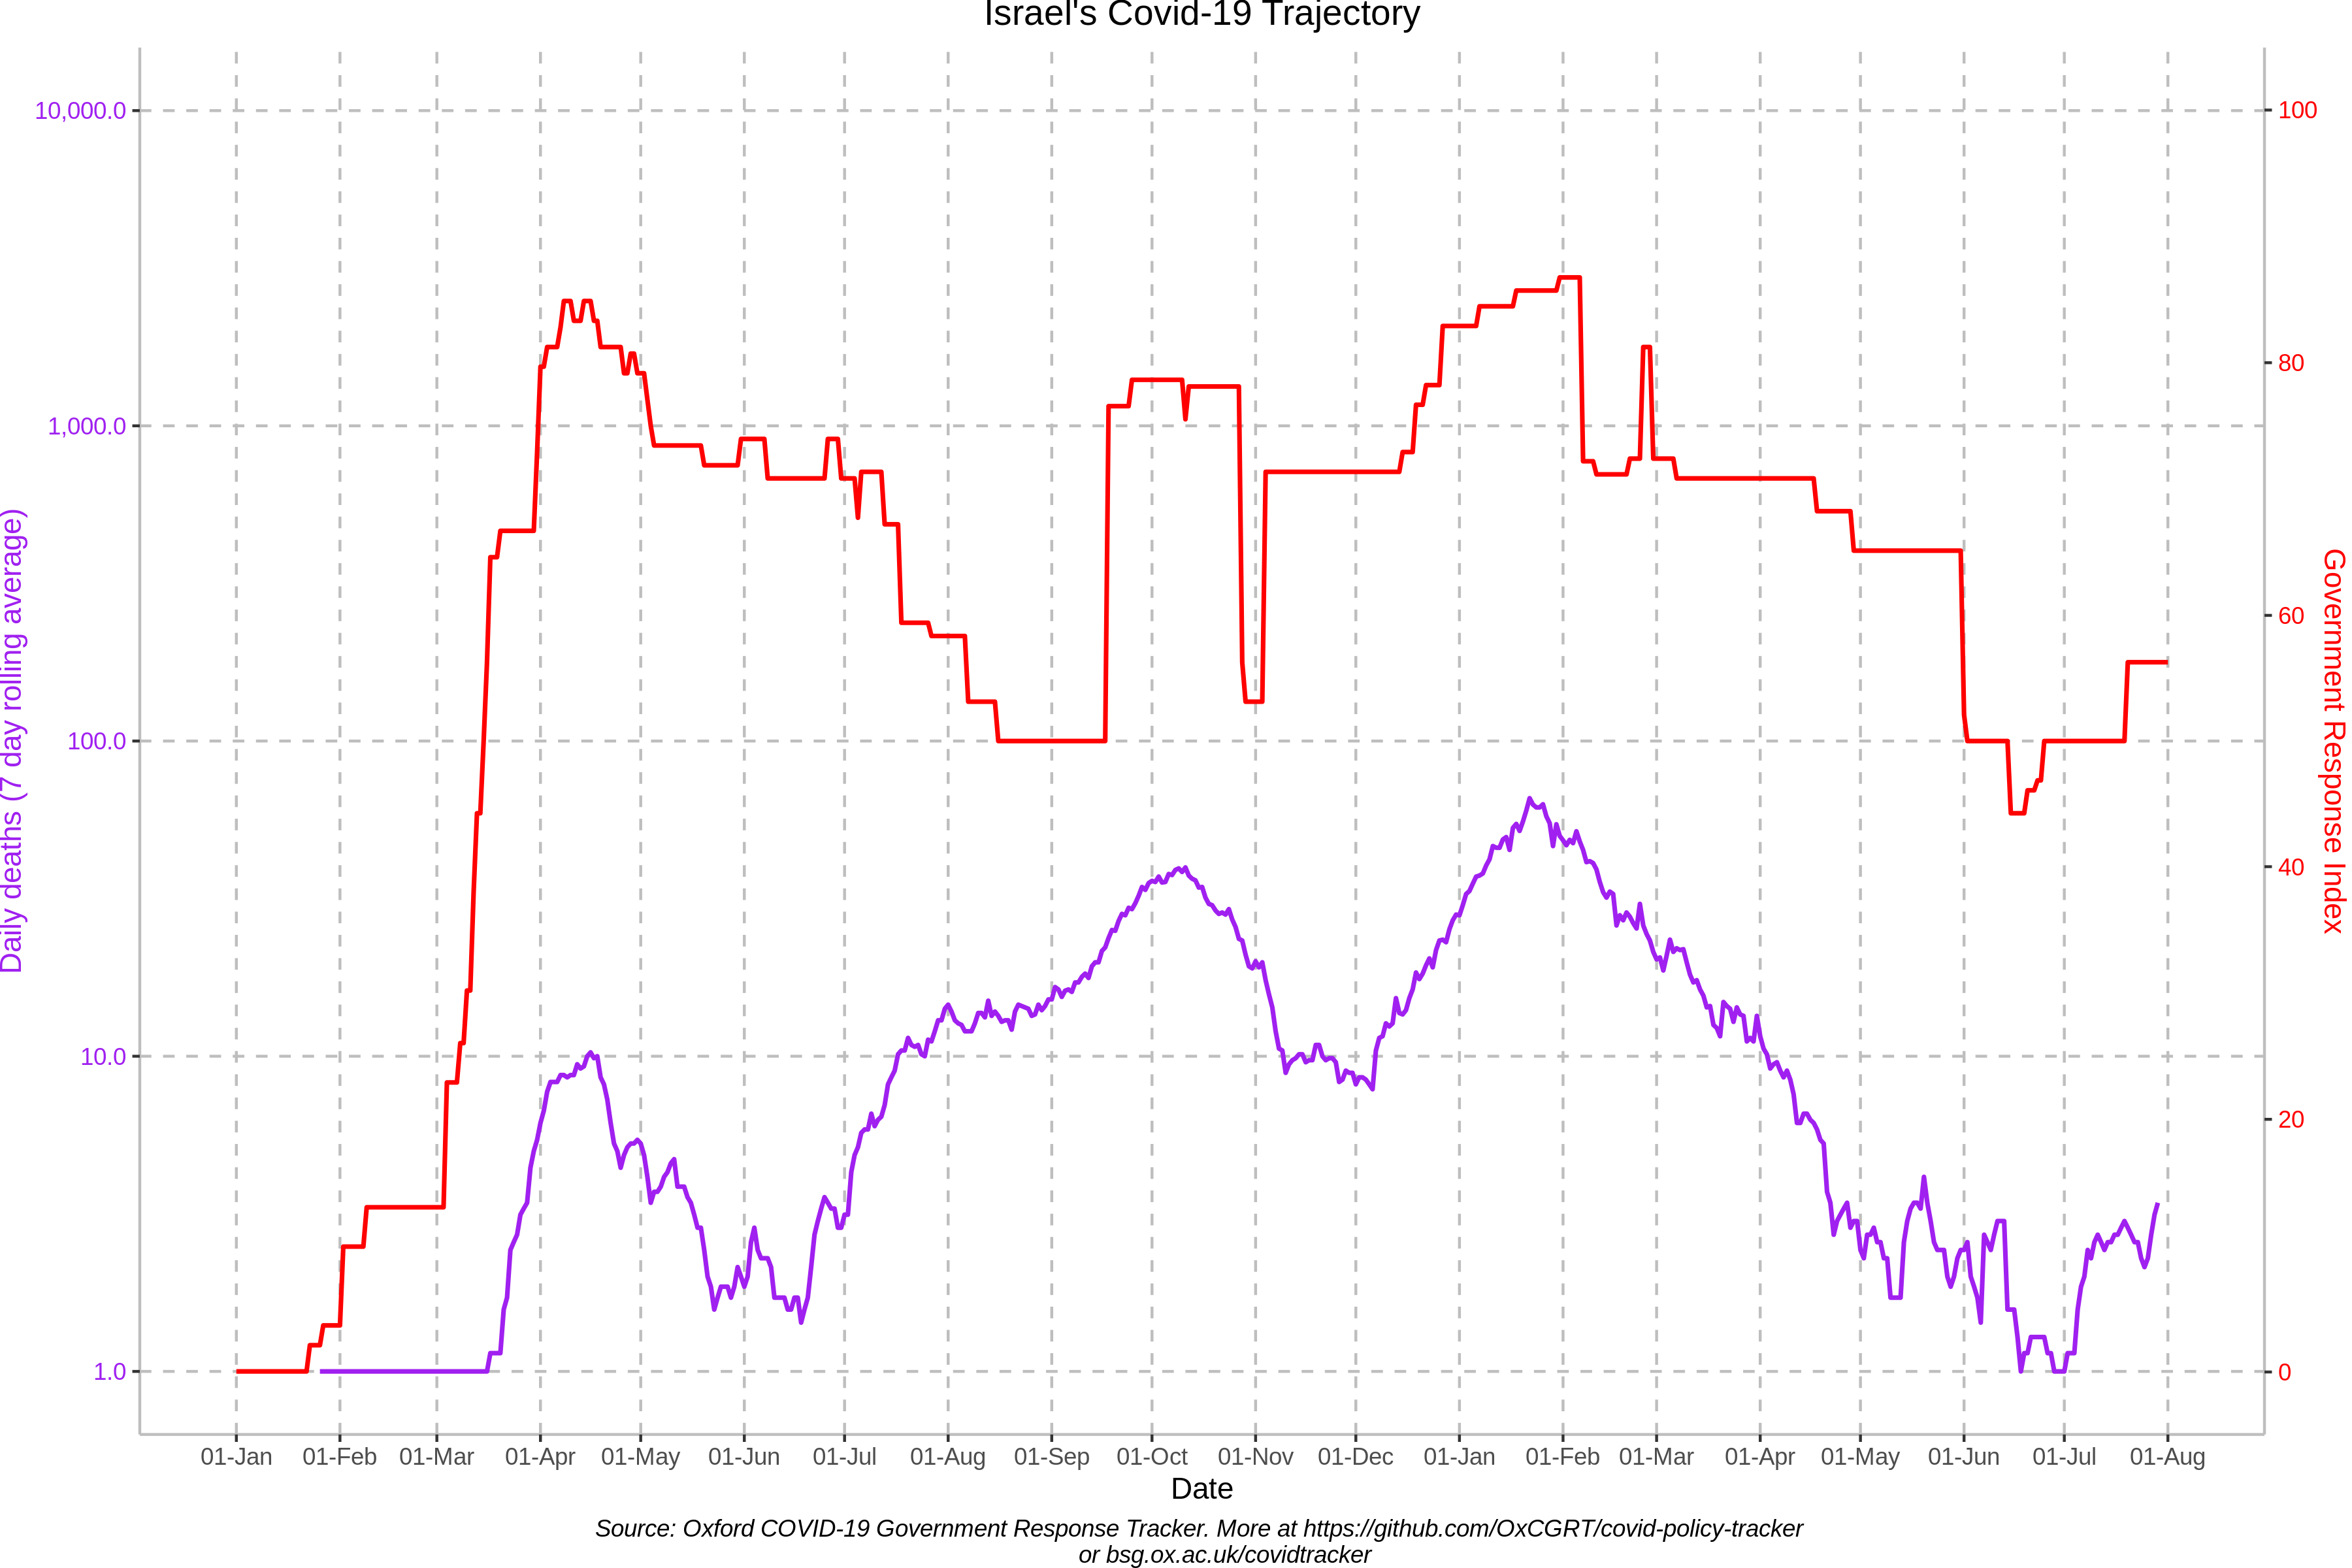 Israel's Covid-19 Trajectory
10,000.0
1,000.0
100.0
10.0
1.0
Daily deaths (7 day rolling average)
100
80
60
40
20
0
Government Response Index
01-Jan 01-Feb 01-Mar 01-Apr 01-May 01-Jun 01-Jul 01-Aug 01-Sep 01-Oct 01-Nov 01-Dec 01-Jan 01-Feb 01-Mar 01-Apr 01-May 01-Jun 01-Jul 01-Aug
Date
Source: Oxford COVID-19 Government Response Tracker. More at https://github.com/OxCGRT/covid-policy-tracker
or bsg.ox.ac.uk/covidtracker